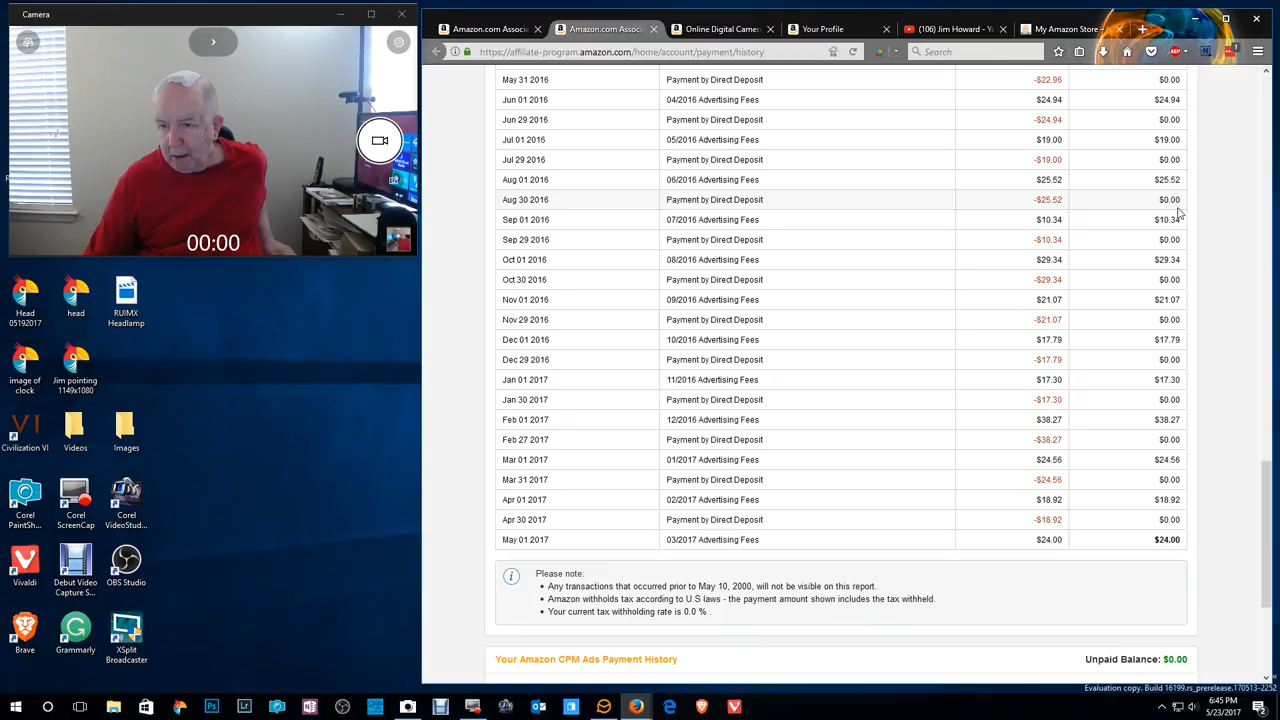 Camera
00:00
Amazon.com Associ
Amazon.com Associ
Online Digital Came
Your Profile
(106) Jim Howard - Y
My Amazon Store
https://affiliate-program.amazon.com/home/account/payment/history
Search
May 31 2016 Payment by Direct Deposit -$22.96 $0.00
Jun 01 2016 04/2016 Advertising Fees $24.94 $24.94
Jun 29 2016 Payment by Direct Deposit -$24.94 $0.00
Jul 01 2016 05/2016 Advertising Fees $19.00 $19.00
Jul 29 2016 Payment by Direct Deposit -$19.00 $0.00
Aug 01 2016 06/2016 Advertising Fees $25.52 $25.52
Aug 30 2016 Payment by Direct Deposit -$25.52 $0.00
Sep 01 2016 07/2016 Advertising Fees $10.34 $10.34
Sep 29 2016 Payment by Direct Deposit -$10.34 $0.00
Oct 01 2016 08/2016 Advertising Fees $29.34 $29.34
Oct 30 2016 Payment by Direct Deposit -$29.34 $0.00
Nov 01 2016 09/2016 Advertising Fees $21.07 $21.07
Nov 29 2016 Payment by Direct Deposit -$21.07 $0.00
Dec 01 2016 10/2016 Advertising Fees $17.79 $17.79
Dec 29 2016 Payment by Direct Deposit -$17.79 $0.00
Jan 01 2017 11/2016 Advertising Fees $17.30 $17.30
Jan 30 2017 Payment by Direct Deposit -$17.30 $0.00
Feb 01 2017 12/2016 Advertising Fees $38.27 $38.27
Feb 27 2017 Payment by Direct Deposit -$38.27 $0.00
Mar 01 2017 01/2017 Advertising Fees $24.56 $24.56
Mar 31 2017 Payment by Direct Deposit -$24.56 $0.00
Apr 01 2017 02/2017 Advertising Fees $18.92 $18.92
Apr 30 2017 Payment by Direct Deposit -$18.92 $0.00
May 01 2017 03/2017 Advertising Fees $24.00 $24.00
Please note:
• Any transactions that occurred prior to May 10, 2000, will not be visible on this report.
• Amazon withholds tax according to U.S laws - the payment amount shown includes the tax withheld.
• Your current tax withholding rate is 0.0 % .
Your Amazon CPM Ads Payment History Unpaid Balance: $0.00
Head
05192017
head
RUIMX
Headlamp
image of
clock
Jim pointing
1149x1080
VI
Civilization VI
Videos
Images
Corel
PaintSh...
Corel
ScreenCap
Corel
VideoStud...
Vivaldi
Debut Video
Capture S...
OBS Studio
Brave
Grammarly
XSplit
Broadcaster
Evaluation copy. Build 16199.rs_prerelease.170513-2252
6:45 PM
5/23/2017